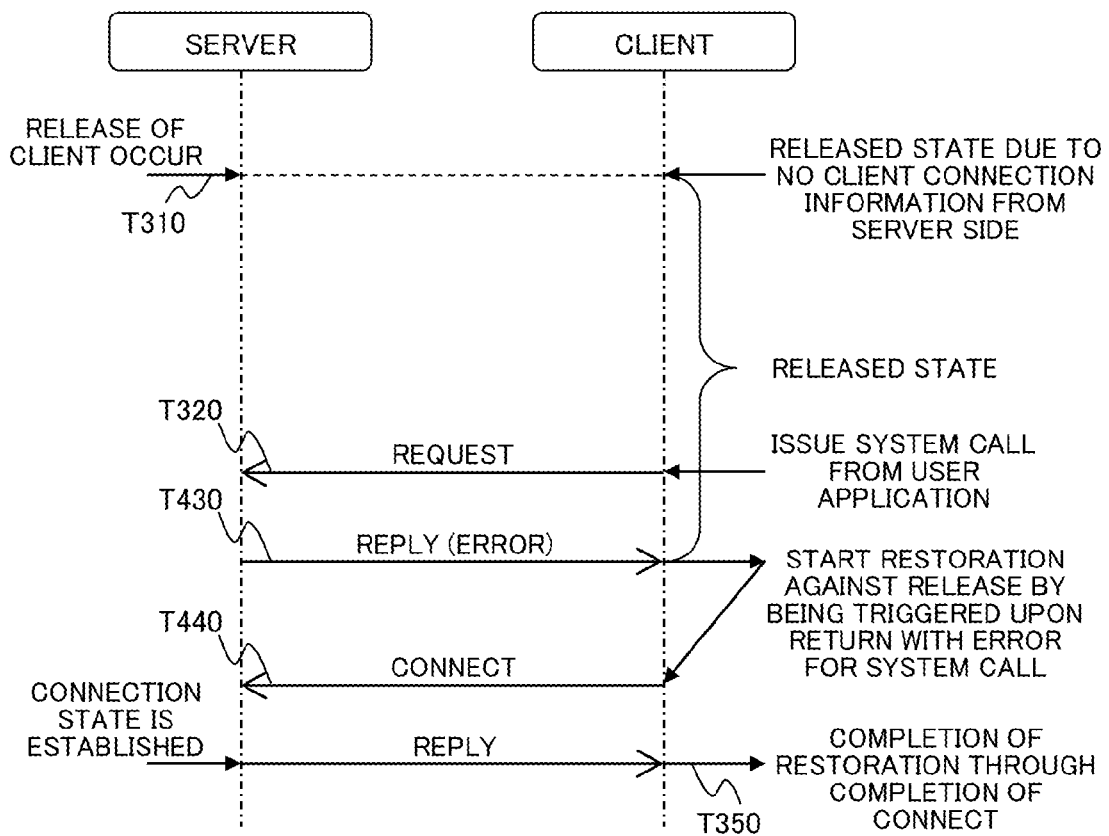 SERVER
CLIENT
RELEASE OF
CLIENT OCCUR
T310
RELEASED STATE DUE TO
NO CLIENT CONNECTION
INFORMATION FROM
SERVER SIDE
RELEASED STATE
T320
REQUEST
ISSUE SYSTEM CALL
FROM USER
APPLICATION
T430
REPLY (ERROR)
START RESTORATION
AGAINST RELEASE BY
BEING TRIGGERED UPON
RETURN WITH ERROR
FOR SYSTEM CALL
T440
CONNECT
CONNECTION
STATE IS
ESTABLISHED
REPLY
COMPLETION OF
RESTORATION THROUGH
COMPLETION OF
CONNECT
T350